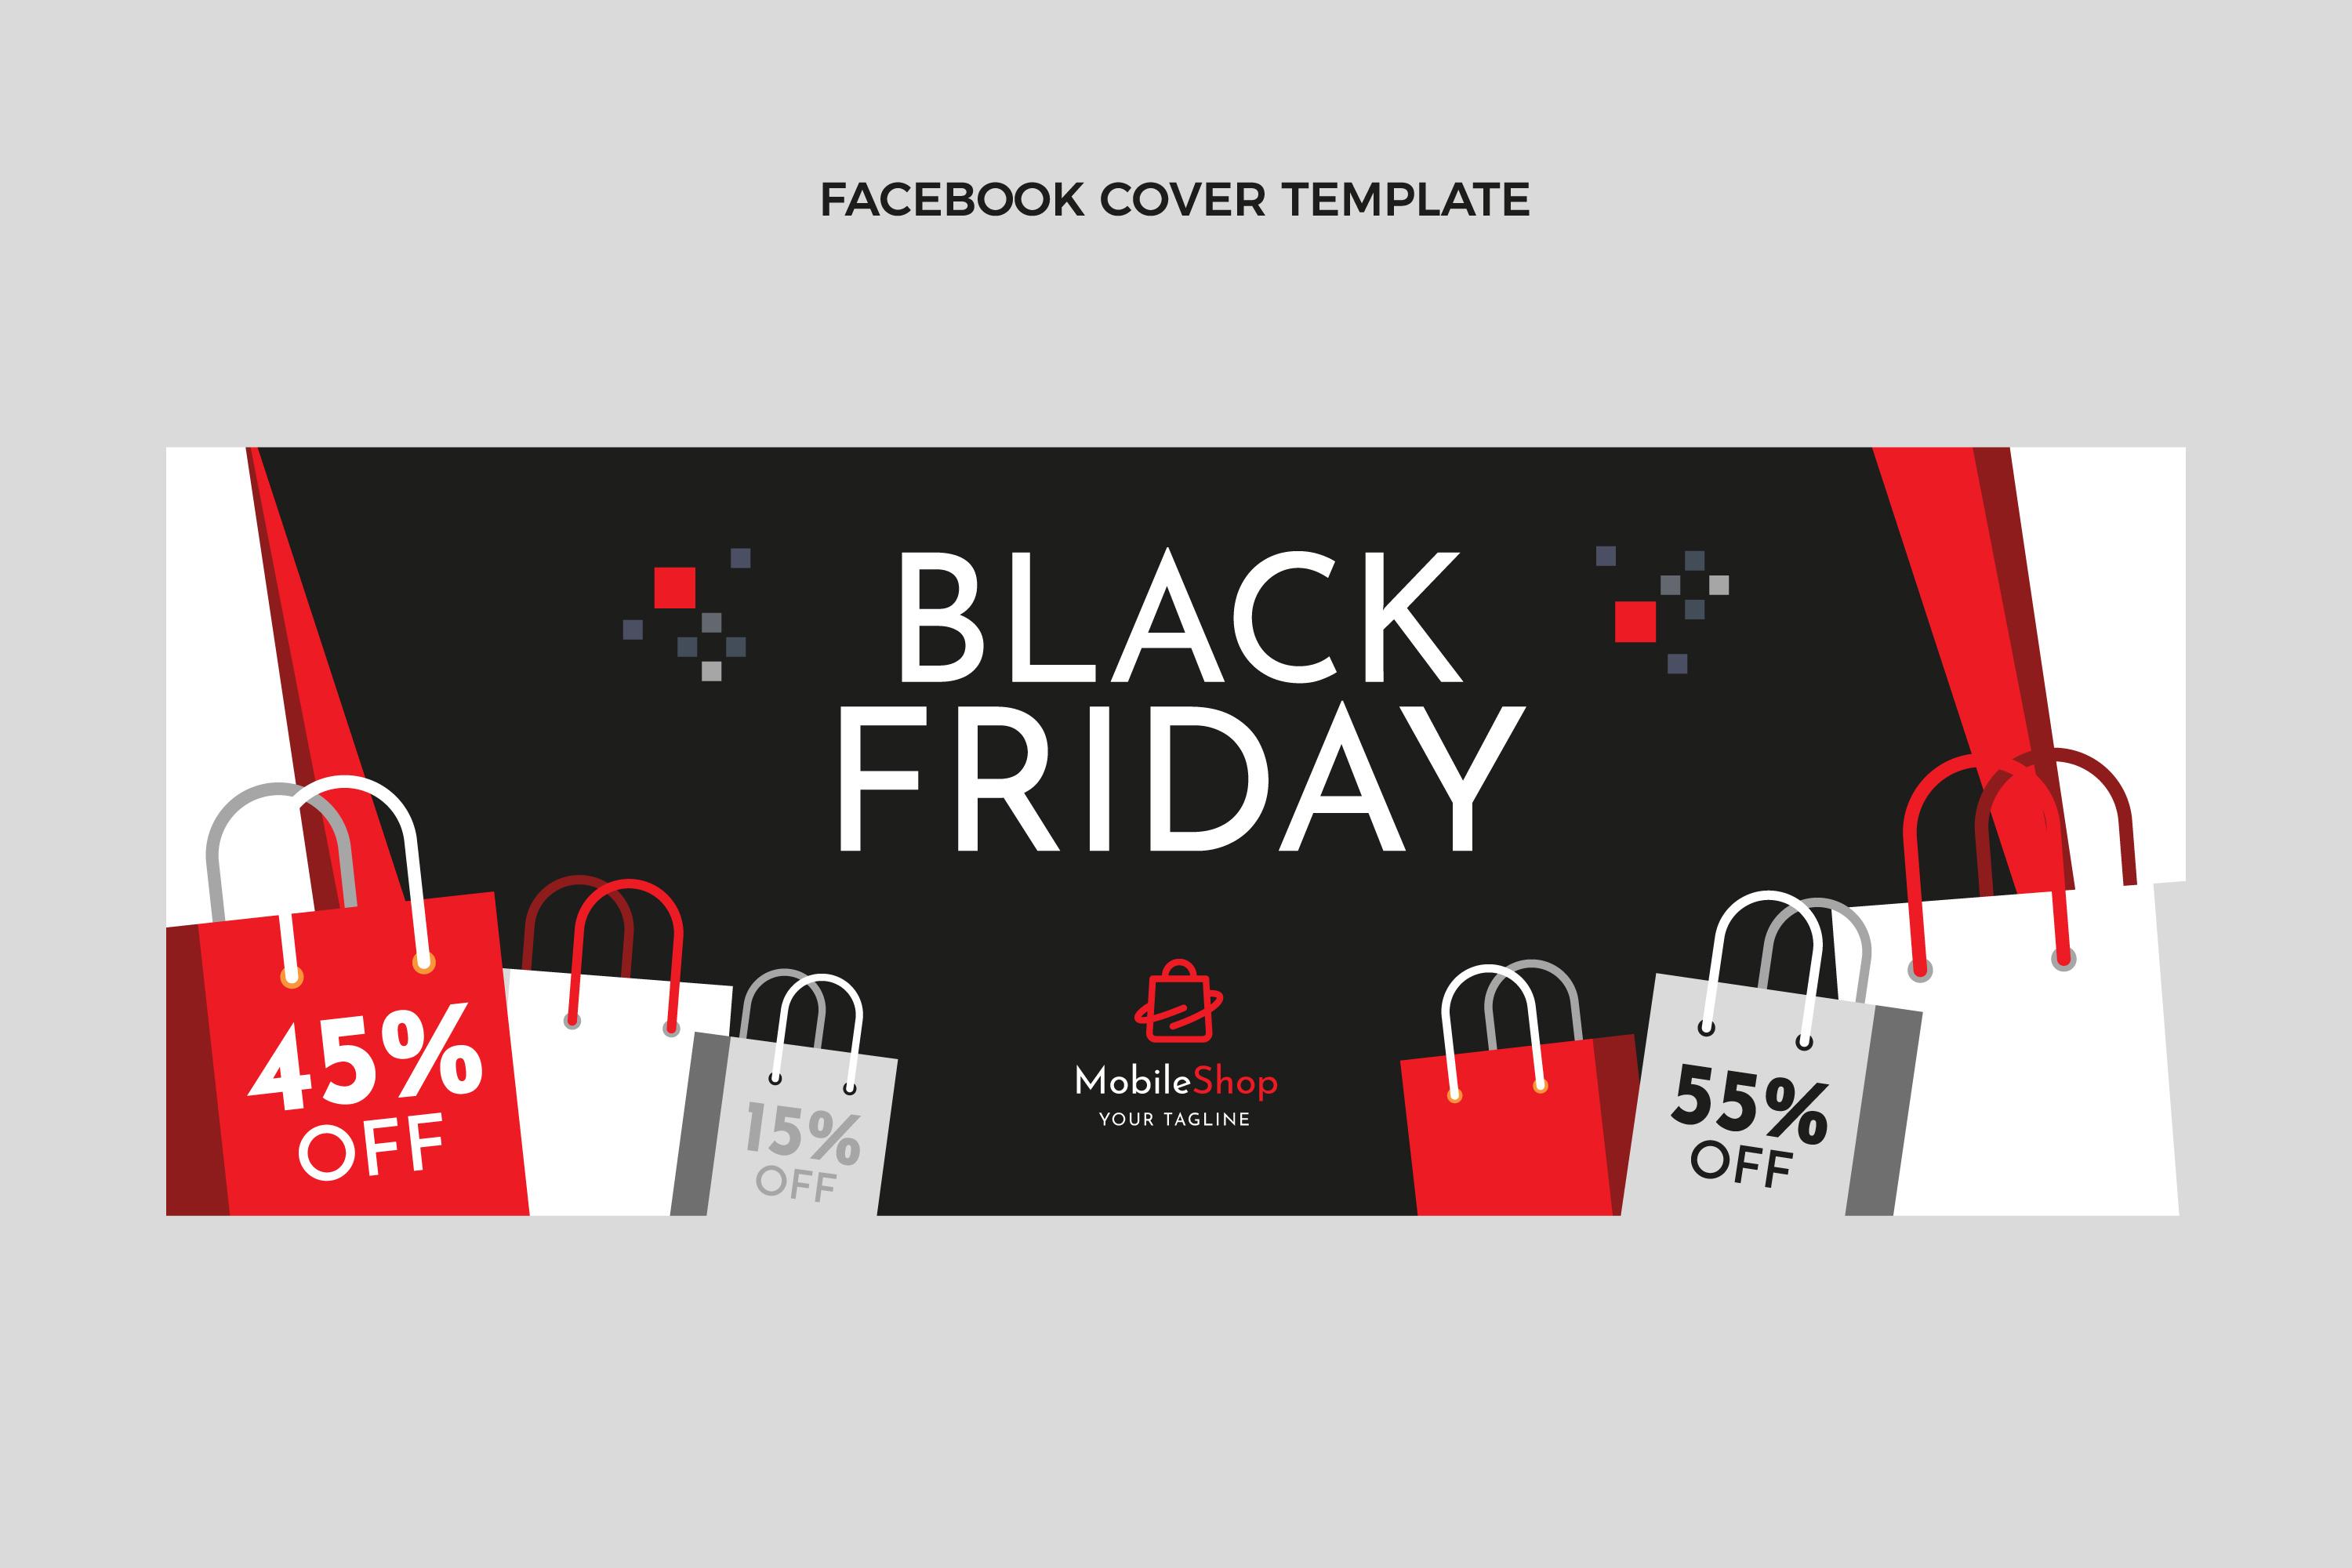 FACEBOOK COVER TEMPLATE
BLACK
FRIDAY
45%
OFF
15%
OFF
MobileShop
YOUR TAGLINE
55%
OFF